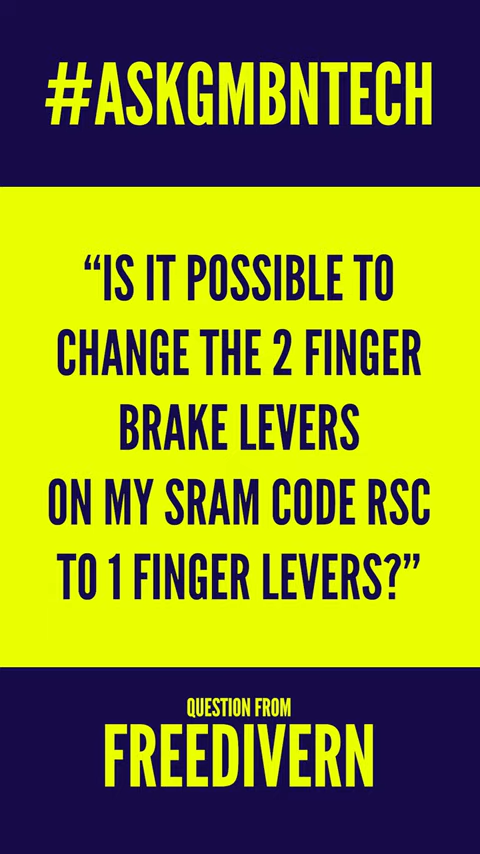 #ASKGMBNTECH
“IS IT POSSIBLE TO
CHANGE THE 2 FINGER
BRAKE LEVERS
ON MY SRAM CODE RSC
TO 1 FINGER LEVERS?”
QUESTION FROM
FREEDIVERN